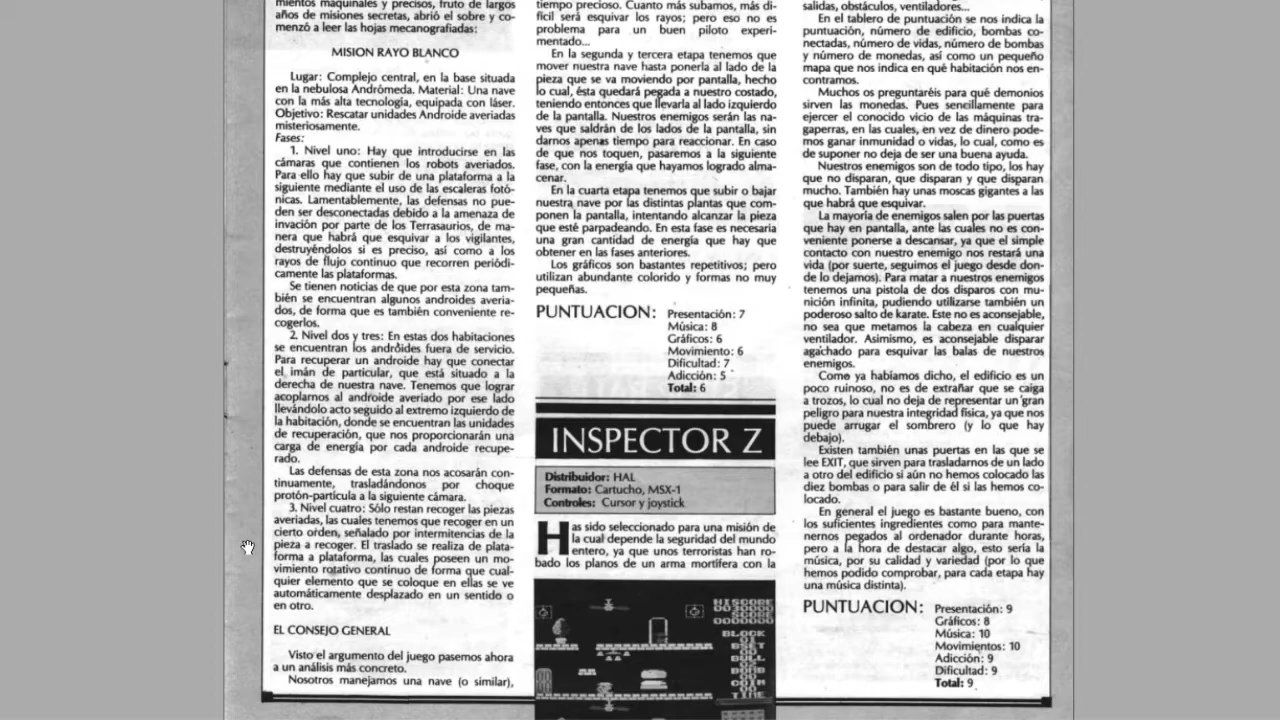 mientos maquinales y precisos, fruto de largos
años de misiones secretas, abrió el sobre y co-
menzó a leer las hojas mecanografiadas:
MISION RAYO BLANCO
Lugar: Complejo central, en la base situada
en la nebulosa Andrómeda. Material: Una nave
con la más alta tecnología, equipada con láser.
Objetivo: Rescatar unidades Androide averiadas
misteriosamente.
Fases:
1. Nivel uno: Hay que introducirse en las
cámaras que contienen los robots averiados.
Para ello hay que subir de una plataforma a la
siguiente mediante el uso de las escaleras fotó-
nicas. Lamentablemente, las defensas no pue-
den ser desconectadas debido a la amenaza de
invación por parte de los Terrasaurios, de ma-
nera que habrá que esquivar a los vigilantes,
destruyéndolos si es preciso, así como a los
rayos de flujo continuo que recorren periódi-
camente las plataformas.
Se tienen noticias de que por esta zona tam-
bién se encuentran algunos androides averia-
dos, de forma que es también conveniente re-
cogerlos.
2. Nivel dos y tres: En estas dos habitaciones
se encuentran los andróides fuera de servicio.
Para recuperar un androide hay que conectar
el imán de particular, que está situado a la
derecha de nuestra nave. Tenemos que lograr
acoplarnos al androide averiado por ese lado
llevándolo acto seguido al extremo izquierdo de
la habitación, donde se encuentran las unidades
de recuperación, que nos proporcionarán una
carga de energía por cada androide recupe-
rado.
Las defensas de esta zona nos acosarán con-
tinuamente, trasladándonos por choque
protón-partícula a la siguiente cámara.
3. Nivel cuatro: Sólo restan recoger las piezas
averiadas, las cuales tenemos que recoger en un
cierto orden, señalado por intermitencias de la
pieza a recoger. El traslado se realiza de plata-
forma a plataforma, las cuales poseen un mo-
vimiento rotativo continuo de forma que cual-
quier elemento que se coloque en ellas se ve
automáticamente desplazado en un sentido o
en otro.
EL CONSEJO GENERAL
Visto el argumento del juego pasemos ahora
a un análisis más concreto.
Nosotros manejamos una nave (o similar),
tiempo precioso. Cuanto más subamos, más di-
fícil será esquivar los rayos; pero eso no es
problema para un buen piloto experi-
mentado...
En la segunda y tercera etapa tenemos que
mover nuestra nave hasta ponerla al lado de la
pieza que se va moviendo por pantalla, hecho
lo cual, ésta quedará pegada a nuestro costado,
teniendo entonces que llevarla al lado izquierdo
de la pantalla. Nuestros enemigos serán las na-
ves que saldrán de los lados de la pantalla, sin
darnos apenas tiempo para reaccionar. En caso
de que nos toquen, pasaremos a la siguiente
fase, con la energía que hayamos logrado alma-
cenar.
En la cuarta etapa tenemos que subir o bajar
nuestra nave por las distintas plantas que com-
ponen la pantalla, intentando alcanzar la pieza
que esté parpadeando. En esta fase es necesaria
una gran cantidad de energía que hay que
obtener en las fases anteriores.
Los gráficos son bastantes repetitivos; pero
utilizan abundante colorido y formas no muy
pequeñas.
PUNTUACION: Presentación: 7
Música: 8
Gráficos: 6
Movimiento: 6
Dificultad: 7
Adicción: 5
Total: 6
INSPECTOR Z
Distribuidor: HAL
Formato: Cartucho, MSX-1
Controles: Cursor y joystick
Has sido seleccionado para una misión de
la cual depende la seguridad del mundo
entero, ya que unos terroristas han ro-
bado los planos de un arma mortífera con la
HISCORE
0030000
SCORE
0000000
BLOCK
01
BSET
00
BULL
02
BOMB
00
COIN
00
TIME
salidas, obstáculos, ventiladores...
En el tablero de puntuación se nos indica la
puntuación, número de edificio, bombas co-
nectadas, número de vidas, número de bombas
y número de monedas, así como un pequeño
mapa que nos indica en qué habitación nos en-
contramos.
Muchos os preguntaréis para qué demonios
sirven las monedas. Pues sencillamente para
ejercer el conocido vicio de las máquinas tra-
gaperras, en las cuales, en vez de dinero pode-
mos ganar inmunidad o vidas, lo cual, como es
de suponer no deja de ser una buena ayuda.
Nuestros enemigos son de todo tipo, los hay
que no disparan, que disparan y que disparan
mucho. También hay unas moscas gigantes a las
que habrá que esquivar.
La mayoría de enemigos salen por las puertas
que hay en pantalla, ante las cuales no es con-
veniente ponerse a descansar, ya que el simple
contacto con nuestro enemigo nos restará una
vida (por suerte, seguimos el juego desde don-
de lo dejamos). Para matar a nuestros enemigos
tenemos una pistola de dos disparos con mu-
nición infinita, pudiendo utilizarse también un
poderoso salto de karate. Este no es aconsejable,
no sea que metamos la cabeza en cualquier
ventilador. Asimismo, es aconsejable disparar
agachado para esquivar las balas de nuestros
enemigos.
Como ya habíamos dicho, el edificio es un
poco ruinoso, no es de extrañar que se caiga
a trozos, lo cual no deja de representar un gran
peligro para nuestra integridad física, ya que nos
puede arrugar el sombrero (y lo que hay
debajo).
Existen también unas puertas en las que se
lee EXIT, que sirven para trasladarnos de un lado
a otro del edificio si aún no hemos colocado las
diez bombas o para salir de él si las hemos co-
locado.
En general el juego es bastante bueno, con
los suficientes ingredientes como para mante-
nernos pegados al ordenador durante horas,
pero a la hora de destacar algo, esto sería la
música, por su calidad y variedad (por lo que
hemos podido comprobar, para cada etapa hay
una música distinta).
PUNTUACION: Presentación: 9
Gráficos: 8
Música: 10
Movimientos: 10
Adicción: 9
Dificultad: 9
Total: 9